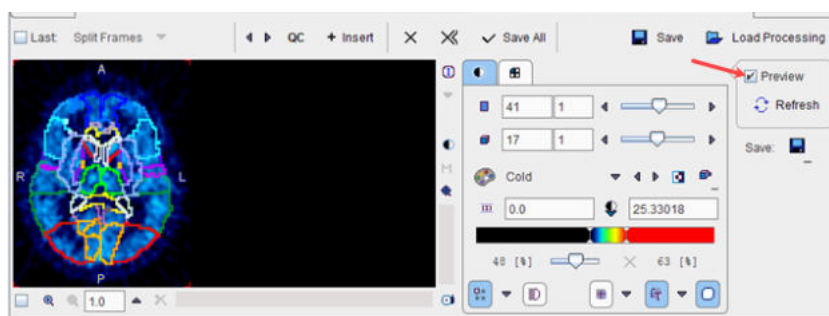 Last: Split Frames QC + Insert Save All Save Load Processing
A
R
L
P
1.0
41 1
17 1
Cold
0.0 25.33018
48 [%] 63 [%]
Preview
Refresh
Save: